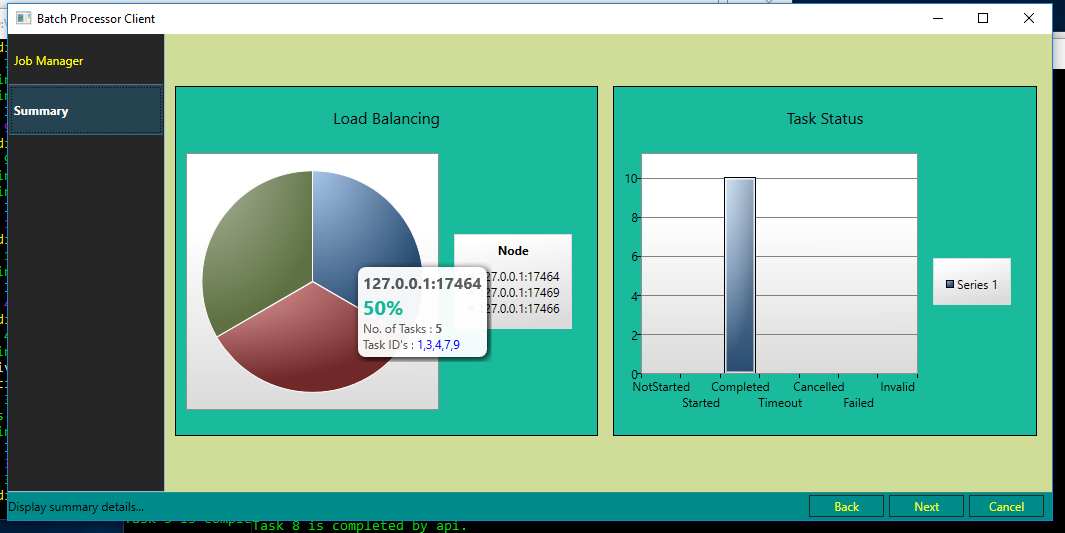 Batch Processor Client
Job Manager
Summary
Load Balancing
Node
127.0.0.1:17464
127.0.0.1:17469
127.0.0.1:17466
127.0.0.1:17464
50%
No. of Tasks : 5
Task ID's : 1,3,4,7,9
Task Status
10
8
6
4
2
0
NotStarted
Started
Completed
Timeout
Cancelled
Failed
Invalid
Series 1
Display summary details...
Back
Next
Cancel
Task 8 is completed by api.